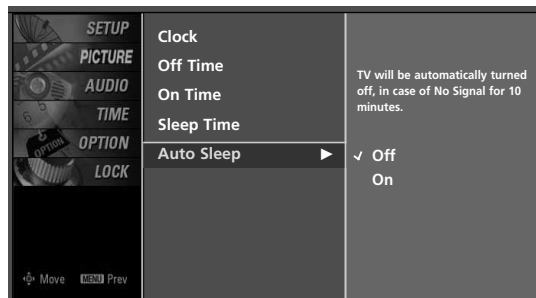 SETUP
PICTURE
AUDIO
TIME
OPTION
LOCK
Move MENU Prev
Clock
Off Time
On Time
Sleep Time
Auto Sleep ►
TV will be automatically turned
off, in case of No Signal for 10
minutes.
✓ Off
On